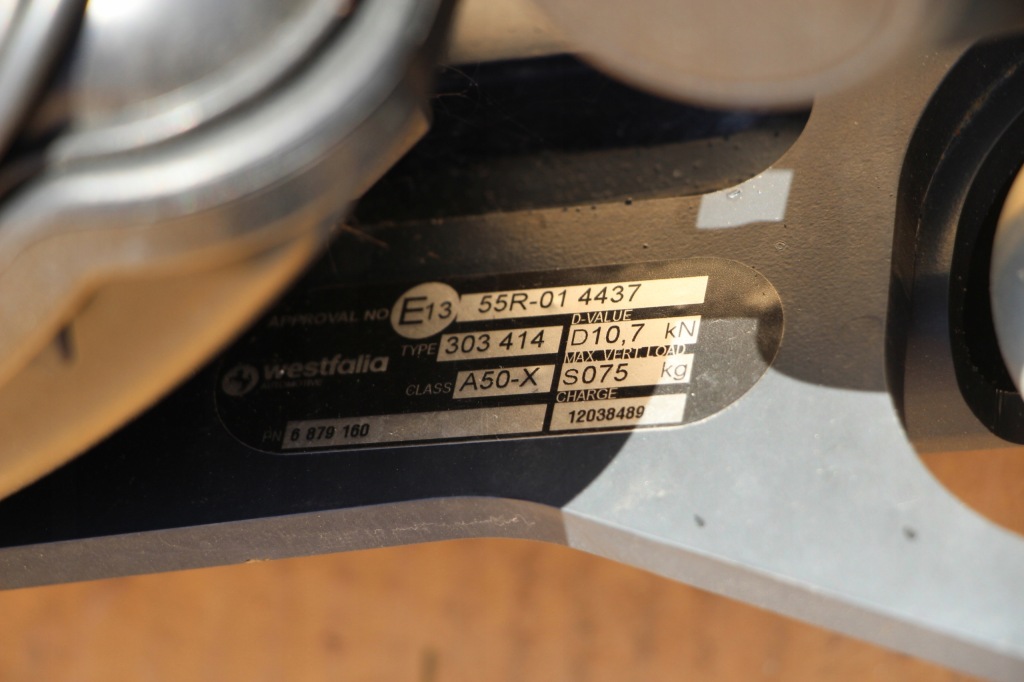 APPROVAL NO E13 55R-01 4437
TYPE 303 414
D-VALUE
D10,7 kN
westfalia
AUTOMOTIVE
CLASS A50-X
MAX. VERT. LOAD
S075 kg
CHARGE
12038489
PN 6 879 160